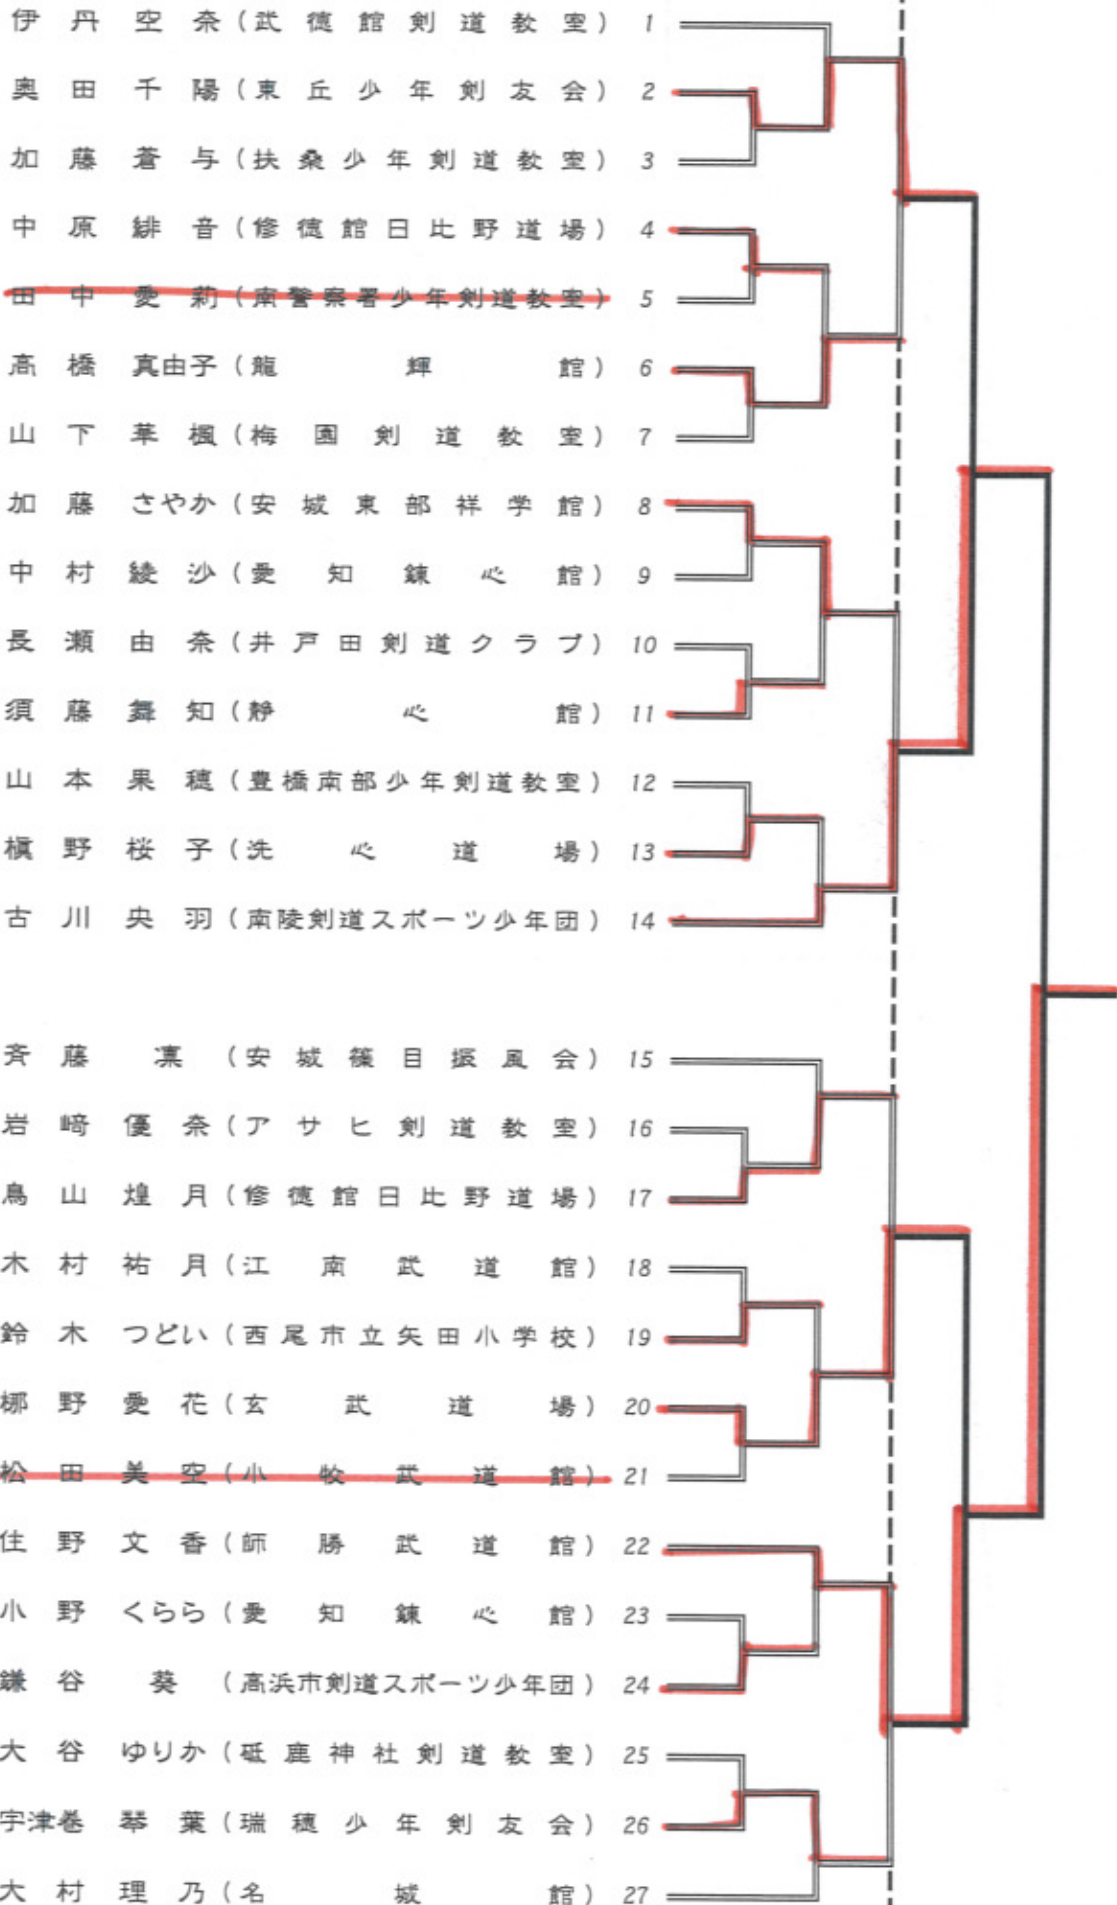 伊丹空奈（武徳館剣道教室） 1
奥田千陽（東丘少年剣友会） 2
加藤蒼与（扶桑少年剣道教室） 3
中原緋音（修徳館日比野道場） 4
田中愛莉（南警察署少年剣道教室） 5
髙橋真由子（龍輝館） 6
山下華楓（梅園剣道教室） 7
加藤さやか（安城東部祥学館） 8
中村綾沙（愛知錬心館） 9
長瀬由奈（井戸田剣道クラブ） 10
須藤舞知（静心館） 11
山本果穂（豊橋南部少年剣道教室） 12
槇野桜子（洗心道場） 13
古川央羽（南陵剣道スポーツ少年団） 14
斉藤凛（安城篠目振風会） 15
岩﨑優奈（アサヒ剣道教室） 16
鳥山煌月（修徳館日比野道場） 17
木村祐月（江南武道館） 18
鈴木つどい（西尾市立矢田小学校） 19
梛野愛花（玄武道場） 20
松田美空（小牧武道館） 21
住野文香（師勝武道館） 22
小野くらら（愛知錬心館） 23
鎌谷葵（高浜市剣道スポーツ少年団） 24
大谷ゆりか（砥鹿神社剣道教室） 25
宇津巻琴葉（瑞穂少年剣友会） 26
大村理乃（名城館） 27